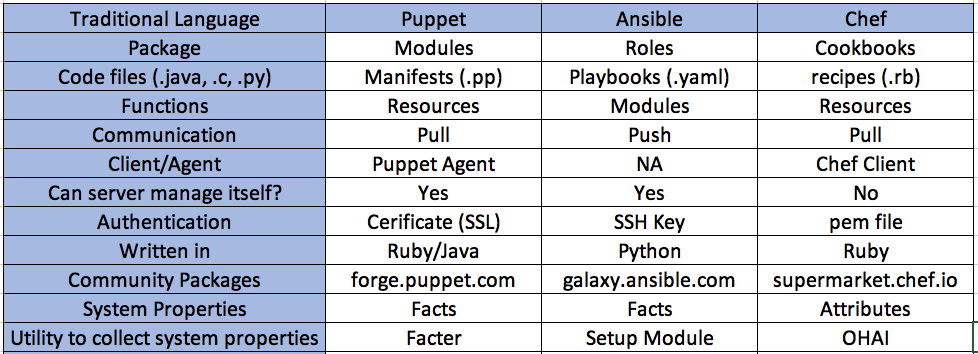 Traditional Language Puppet Ansible Chef
Package Modules Roles Cookbooks
Code files (.java, .c, .py) Manifests (.pp) Playbooks (.yaml) recipes (.rb)
Functions Resources Modules Resources
Communication Pull Push Pull
Client/Agent Puppet Agent NA Chef Client
Can server manage itself? Yes Yes No
Authentication Cerificate (SSL) SSH Key pem file
Written in Ruby/Java Python Ruby
Community Packages forge.puppet.com galaxy.ansible.com supermarket.chef.io
System Properties Facts Facts Attributes
Utility to collect system properties Facter Setup Module OHAI